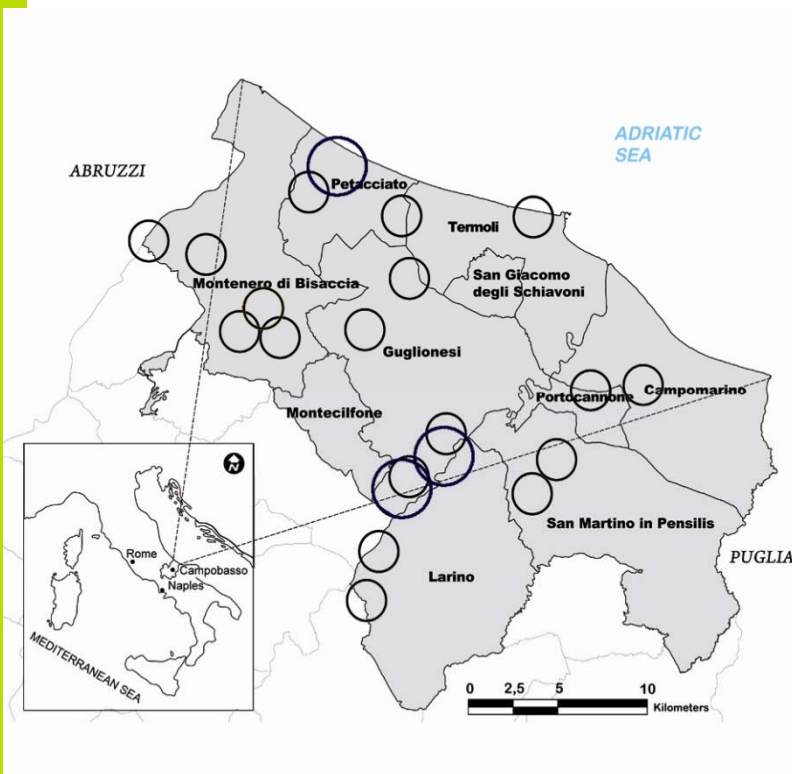 ADRIATIC
SEA
ABRUZZI
Petacciato
Termoli
San Giacomo
degli Schiavoni
Montenero di Bisaccia
Guglionesi
Portocannone
Campomarino
Montecilfone
San Martino in Pensilis
PUGLIA
Larino
N
Rome
Campobasso
Naples
MEDITERRANEAN SEA
0 2,5 5 10
Kilometers